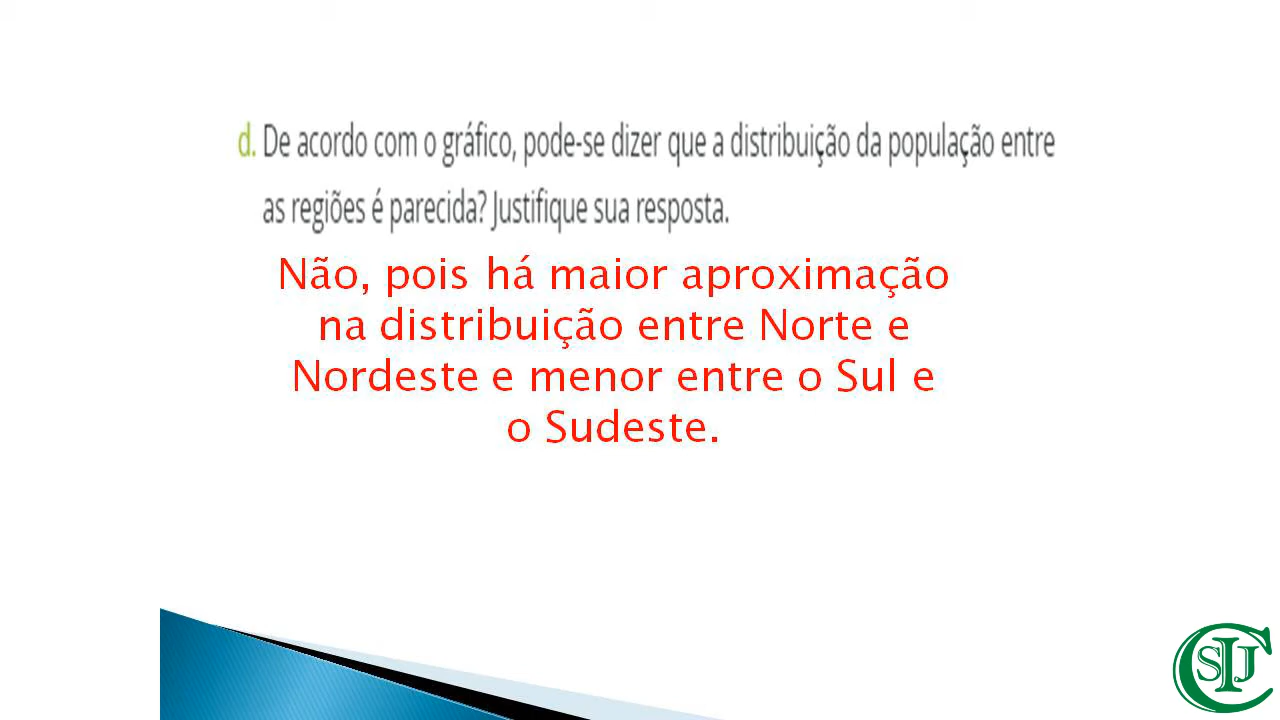 d. De acordo com o gráfico, pode-se dizer que a distribuição da população entre
as regiões é parecida? Justifique sua resposta.
Não, pois há maior aproximação
na distribuição entre Norte e
Nordeste e menor entre o Sul e
o Sudeste.
CSIJ